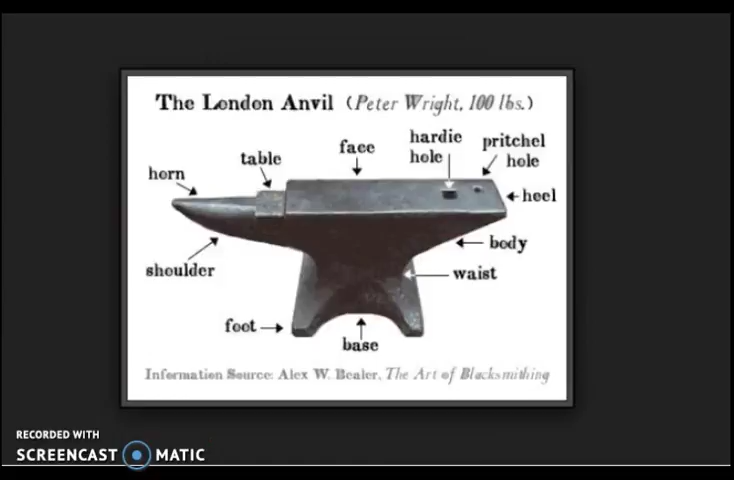 The London Anvil (Peter Wright, 100 lbs.)
hardie
hole
pritchel
hole
face
table
horn
heel
body
shoulder
waist
foot
base
Information Source: Alex W. Bealer, The Art of Blacksmithing
RECORDED WITH
SCREENCAST MATIC